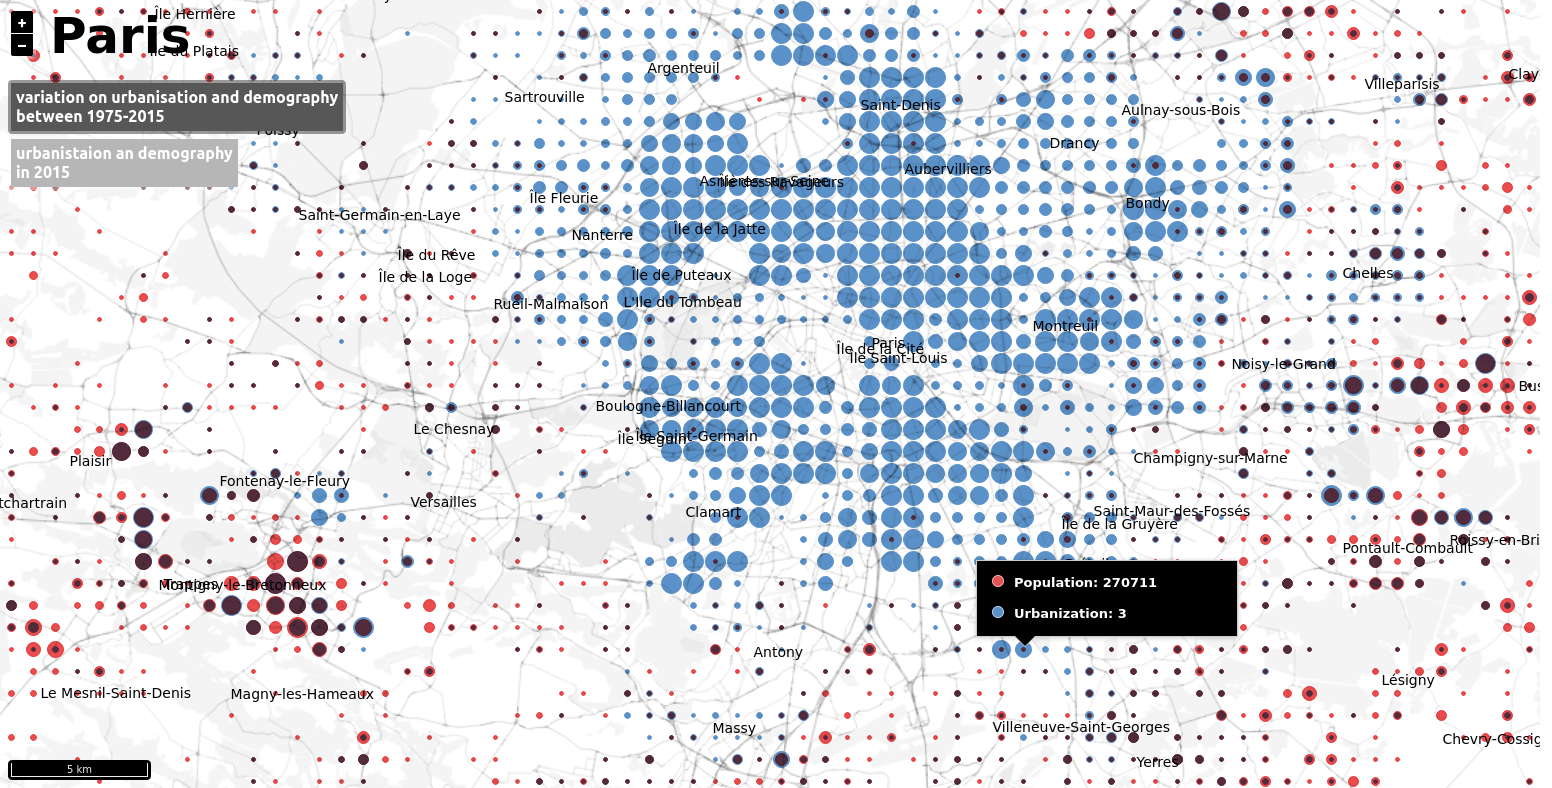 +
−
Paris
Île Hernière
Île du Platais
variation on urbanisation and demography
between 1975-2015
urbanistaion an demography
in 2015
Poissy
Argenteuil
Sartrouville
Saint-Denis
Aulnay-sous-Bois
Villeparisis
Clay
Drancy
Aubervilliers
Asnières-sur-Seine
Île des Ravageurs
Île Fleurie
Bondy
Saint-Germain-en-Laye
Nanterre
Île de la Jatte
Île du Rêve
Île de la Loge
Île de Puteaux
Chelles
Rueil-Malmaison
L'Ile du Tombeau
Montreuil
Paris
Île de la Cité
Île Saint-Louis
Noisy-le-Grand
Bus
Boulogne-Billancourt
Le Chesnay
Île Seguin
Île Saint-Germain
Plaisir
Champigny-sur-Marne
Fontenay-le-Fleury
tchartrain
Versailles
Clamart
Saint-Maur-des-Fossés
Île de la Gruyère
Roissy-en-Bri
Pontault-Combault
Trappes
Montigny-le-Bretonneux
Population: 270711
Urbanization: 3
Antony
Lésigny
Le Mesnil-Saint-Denis
Magny-les-Hameaux
Massy
Villeneuve-Saint-Georges
Chevry-Cossig
Yerres
5 km